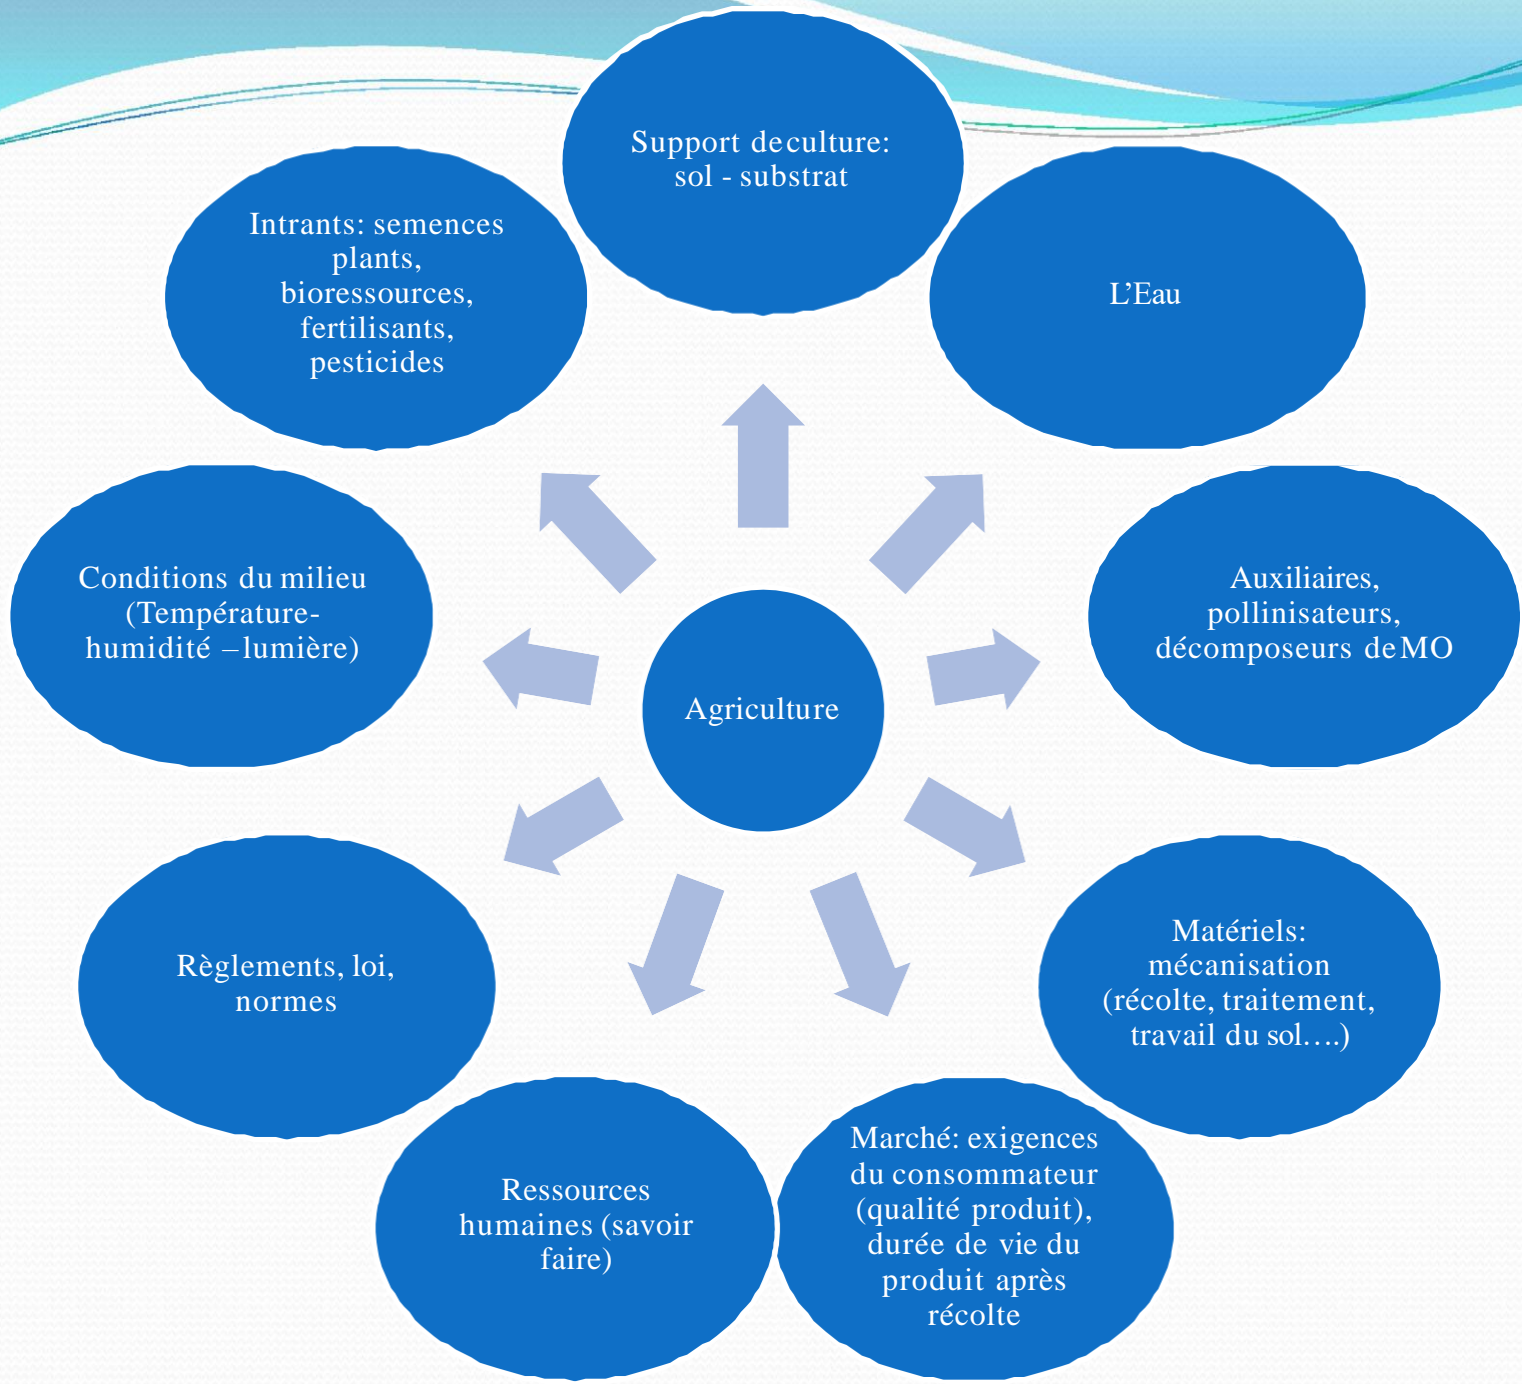 Support de culture:
sol - substrat
L’Eau
Auxiliaires,
pollinisateurs,
décomposeurs de MO
Matériels:
mécanisation
(récolte, traitement,
travail du sol….)
Marché: exigences
du consommateur
(qualité produit),
durée de vie du
produit après
récolte
Ressources
humaines (savoir
faire)
Règlements, loi,
normes
Conditions du milieu
(Température-
humidité – lumière)
Intrants: semences
plants,
bioressources,
fertilisants,
pesticides
Agriculture